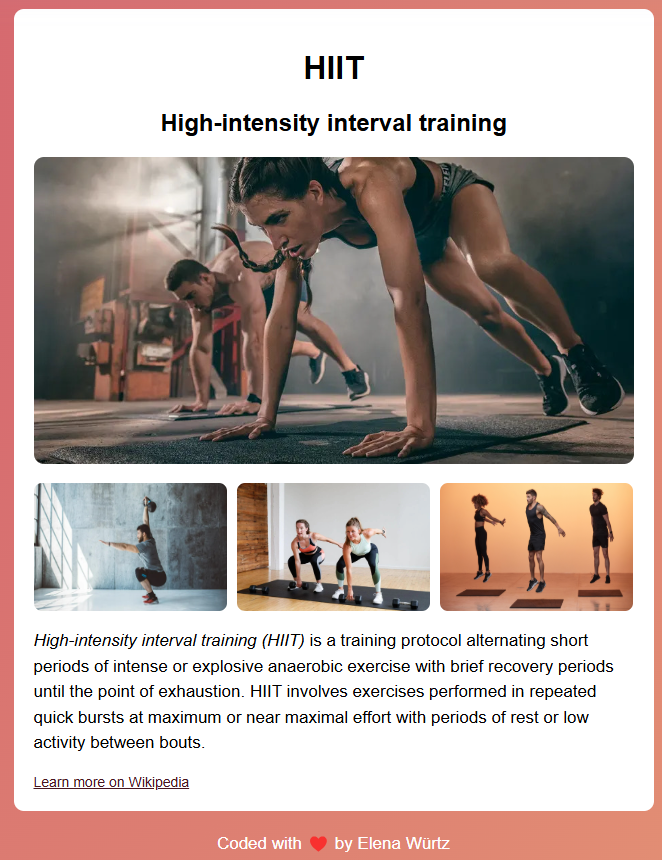 HIIT
High-intensity interval training
High-intensity interval training (HIIT) is a training protocol alternating short
periods of intense or explosive anaerobic exercise with brief recovery periods
until the point of exhaustion. HIIT involves exercises performed in repeated
quick bursts at maximum or near maximal effort with periods of rest or low
activity between bouts.
Learn more on Wikipedia
Coded with ❤️ by Elena Würtz